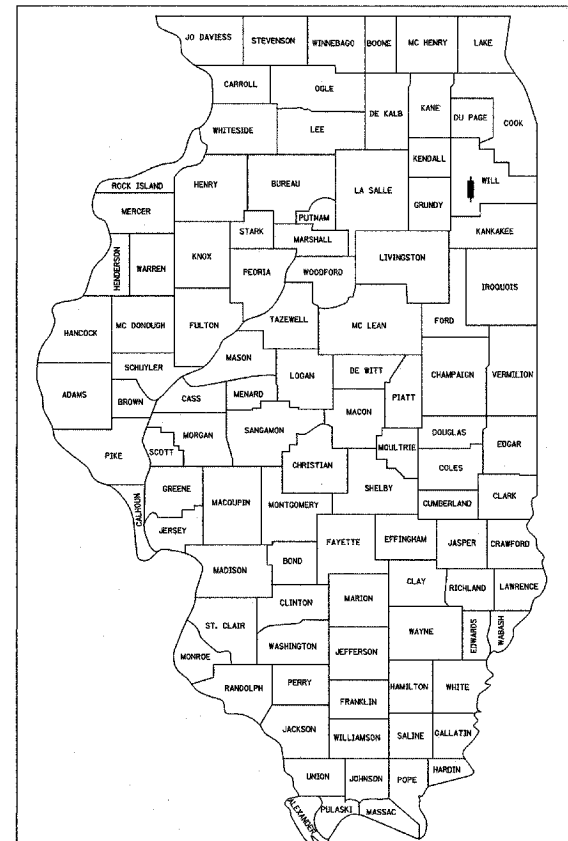 JO DAVIESS
STEVENSON
WINNEBAGO
BOONE
MC HENRY
LAKE
CARROLL
OGLE
DE KALB
KANE
DU PAGE
COOK
WHITESIDE
LEE
KENDALL
WILL
ROCK ISLAND
HENRY
BUREAU
LA SALLE
GRUNDY
MERCER
PUTNAM
KANKAKEE
HENDERSON
WARREN
KNOX
STARK
MARSHALL
LIVINGSTON
PEORIA
WOODFORD
IROQUOIS
HANCOCK
MC DONOUGH
FULTON
TAZEWELL
MC LEAN
FORD
SCHUYLER
MASON
ADAMS
BROWN
CASS
MENARD
LOGAN
DE WITT
PIATT
CHAMPAIGN
VERMILION
MACON
PIKE
SCOTT
MORGAN
SANGAMON
CHRISTIAN
MOULTRIE
DOUGLAS
EDGAR
COLES
CALHOUN
GREENE
MACOUPIN
MONTGOMERY
SHELBY
CUMBERLAND
CLARK
JERSEY
FAYETTE
EFFINGHAM
JASPER
CRAWFORD
MADISON
BOND
CLAY
RICHLAND
LAWRENCE
CLINTON
MARION
ST. CLAIR
WAYNE
EDWARDS
WABASH
MONROE
WASHINGTON
JEFFERSON
RANDOLPH
PERRY
HAMILTON
WHITE
FRANKLIN
JACKSON
WILLIAMSON
SALINE
GALLATIN
UNION
JOHNSON
POPE
HARDIN
ALEXANDER
PULASKI
MASSAC